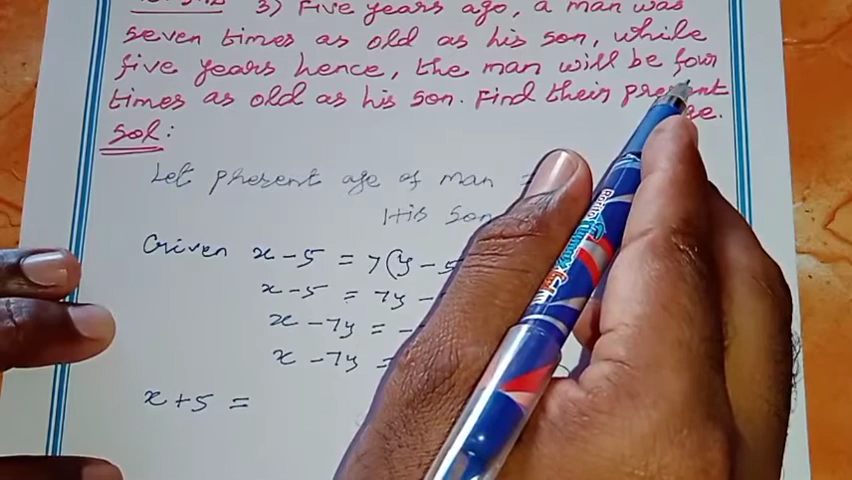 3) Five years ago, a man was
seven times as old as his son, while
five years hence, the man will be four
times as old as his son. Find their present
Sol:
Let present age of man =
His Son
Given x - 5 = 7(y - 5
x - 5 = 7y -
x - 7y = -
x - 7y =
x + 5 =